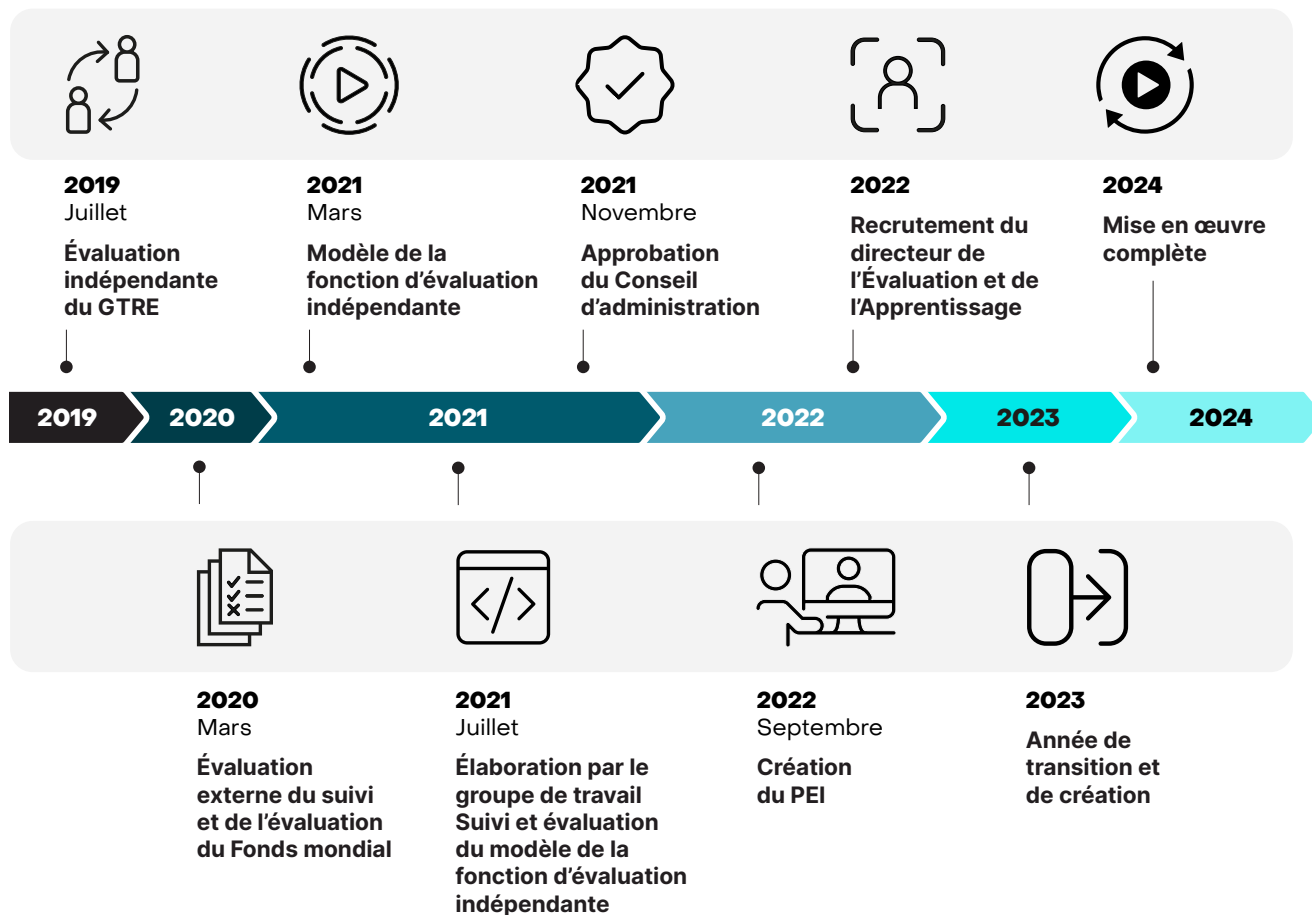 2019
Juillet
Évaluation
indépendante
du GTRE
2021
Mars
Modèle de la
fonction d’évaluation
indépendante
2021
Novembre
Approbation
du Conseil
d’administration
2022
Recrutement du
directeur de
l’Évaluation et de
l’Apprentissage
2024
Mise en œuvre
complète
2019
2020
2021
2022
2023
2024
2020
Mars
Évaluation
externe du suivi
et de l’évaluation
du Fonds mondial
2021
Juillet
Élaboration par le
groupe de travail
Suivi et évaluation
du modèle de la
fonction d’évaluation
indépendante
2022
Septembre
Création
du PEI
2023
Année de
transition et
de création